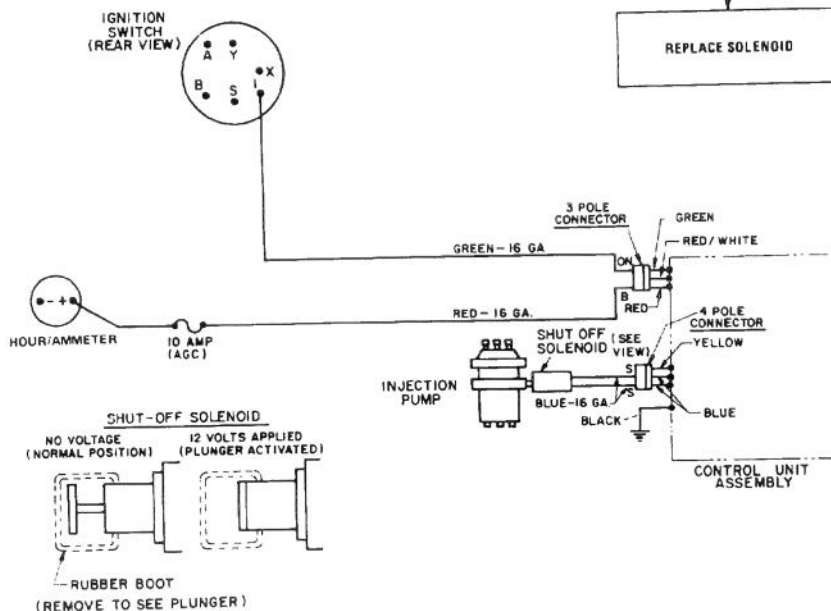 IGNITION
SWITCH
(REAR VIEW)
A Y
X
B S I
REPLACE SOLENOID
3 POLE
CONNECTOR
GREEN
RED/WHITE
GREEN-16 GA
ON
B
RED
RED-16 GA.
- +
HOUR/AMMETER
10 AMP
(AGC)
4 POLE
CONNECTOR
SHUT OFF
SOLENOID
(SEE
VIEW)
YELLOW
S
S
INJECTION
PUMP
BLUE-16 GA.
BLUE
BLACK
CONTROL UNIT
ASSEMBLY
SHUT-OFF SOLENOID
NO VOLTAGE
(NORMAL POSITION)
12 VOLTS APPLIED
(PLUNGER ACTIVATED)
RUBBER BOOT
(REMOVE TO SEE PLUNGER)